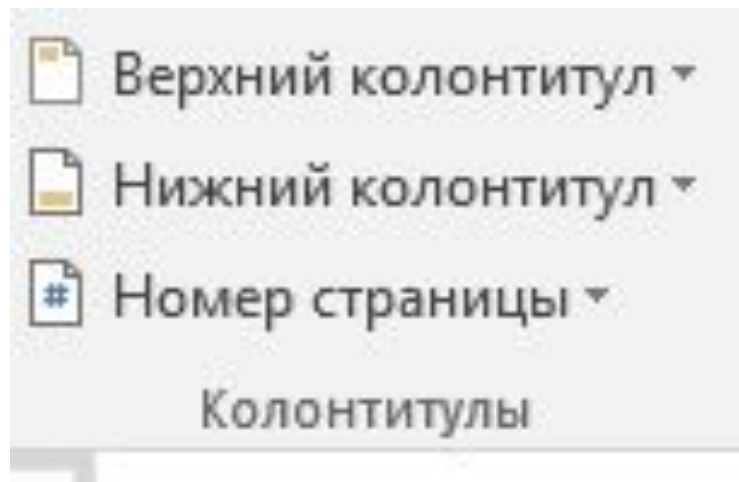 Верхний колонтитул
Нижний колонтитул
# Номер страницы
Колонтитулы